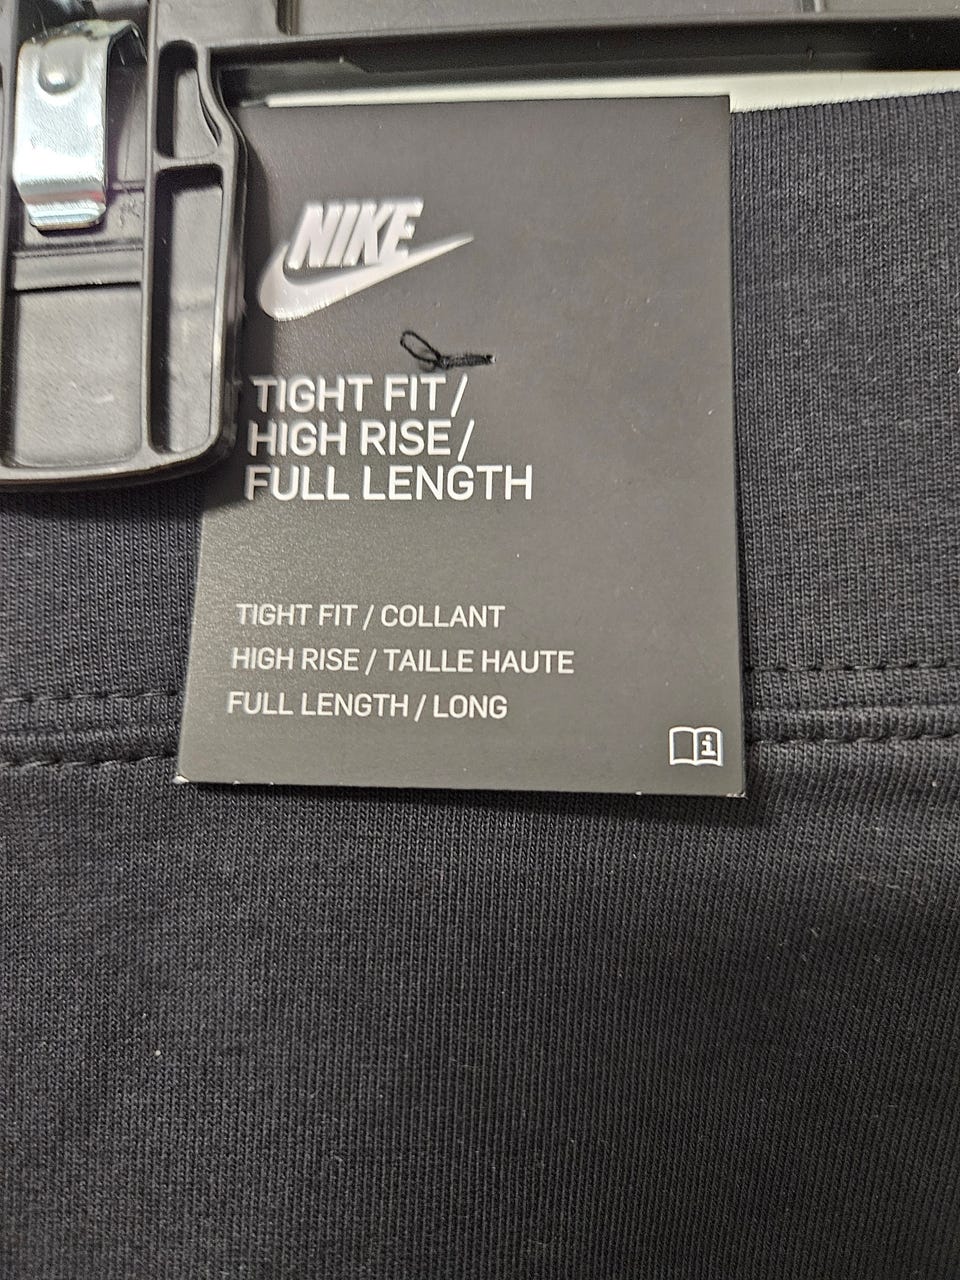 NIKE
TIGHT FIT/
HIGH RISE/
FULL LENGTH
TIGHT FIT / COLLANT
HIGH RISE / TAILLE HAUTE
FULL LENGTH / LONG
i